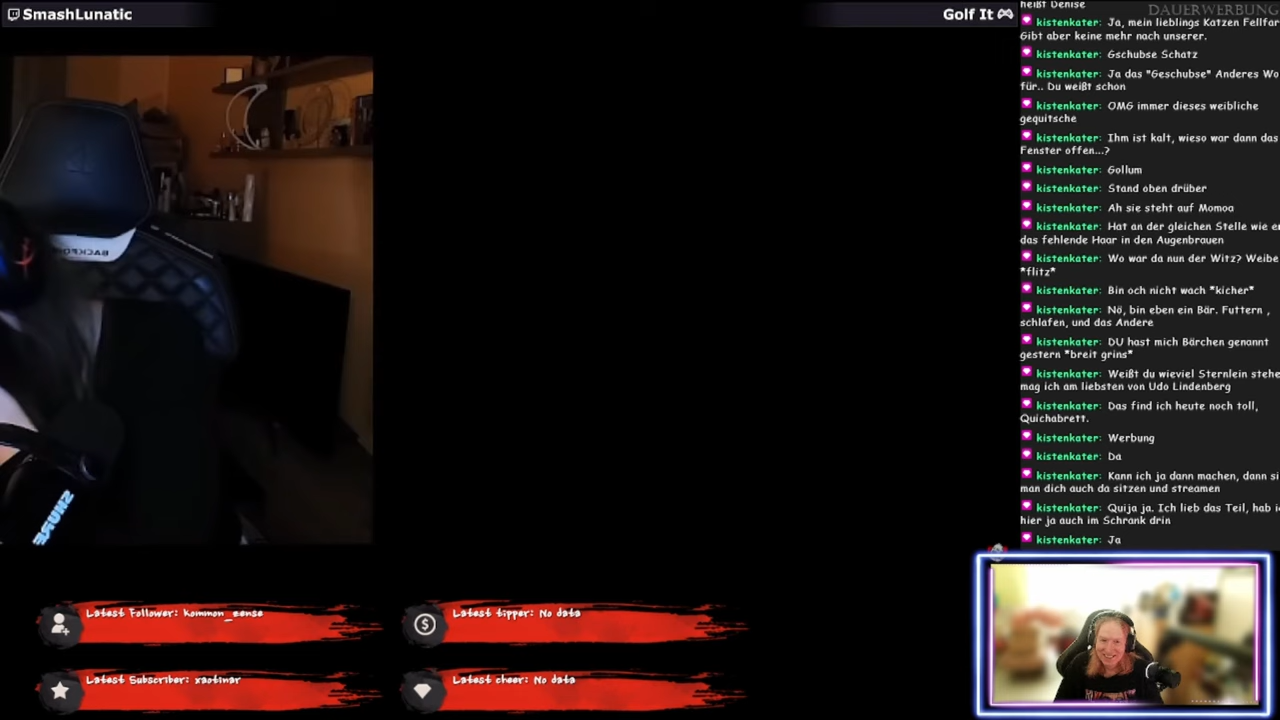 SmashLunatic
Golf It
DAUERWERBUNG
heißt Denise
kistenkater: Ja, mein lieblings Katzen Fellfar
Gibt aber keine mehr nach unserer.
kistenkater: Gschubse Schatz
kistenkater: Ja das "Geschubse" Anderes Wo
für.. Du weißt schon
kistenkater: OMG immer dieses weibliche
gequitsche
kistenkater: Ihm ist kalt, wieso war dann das
Fenster offen...?
kistenkater: Gollum
kistenkater: Stand oben drüber
kistenkater: Ah sie steht auf Momoa
kistenkater: Hat an der gleichen Stelle wie er
das fehlende Haar in den Augenbrauen
kistenkater: Wo war da nun der Witz? Weibe
*flitz*
kistenkater: Bin och nicht wach *kicher*
kistenkater: Nö, bin eben ein Bär. Futtern ,
schlafen, und das Andere
kistenkater: DU hast mich Bärchen genannt
gestern *breit grins*
kistenkater: Weißt du wieviel Sternlein stehe
mag ich am liebsten von Udo Lindenberg
kistenkater: Das find ich heute noch toll,
Quichabrett.
kistenkater: Werbung
kistenkater: Da
kistenkater: Kann ich ja dann machen, dann si
man dich auch da sitzen und streamen
kistenkater: Quija ja. Ich lieb das Teil, hab i
hier ja auch im Schrank drin
kistenkater: Ja
SHURE
Latest Follower: Kommon_sense
Latest tipper: No data
Latest Subscriber: xaotinar
Latest cheer: No data